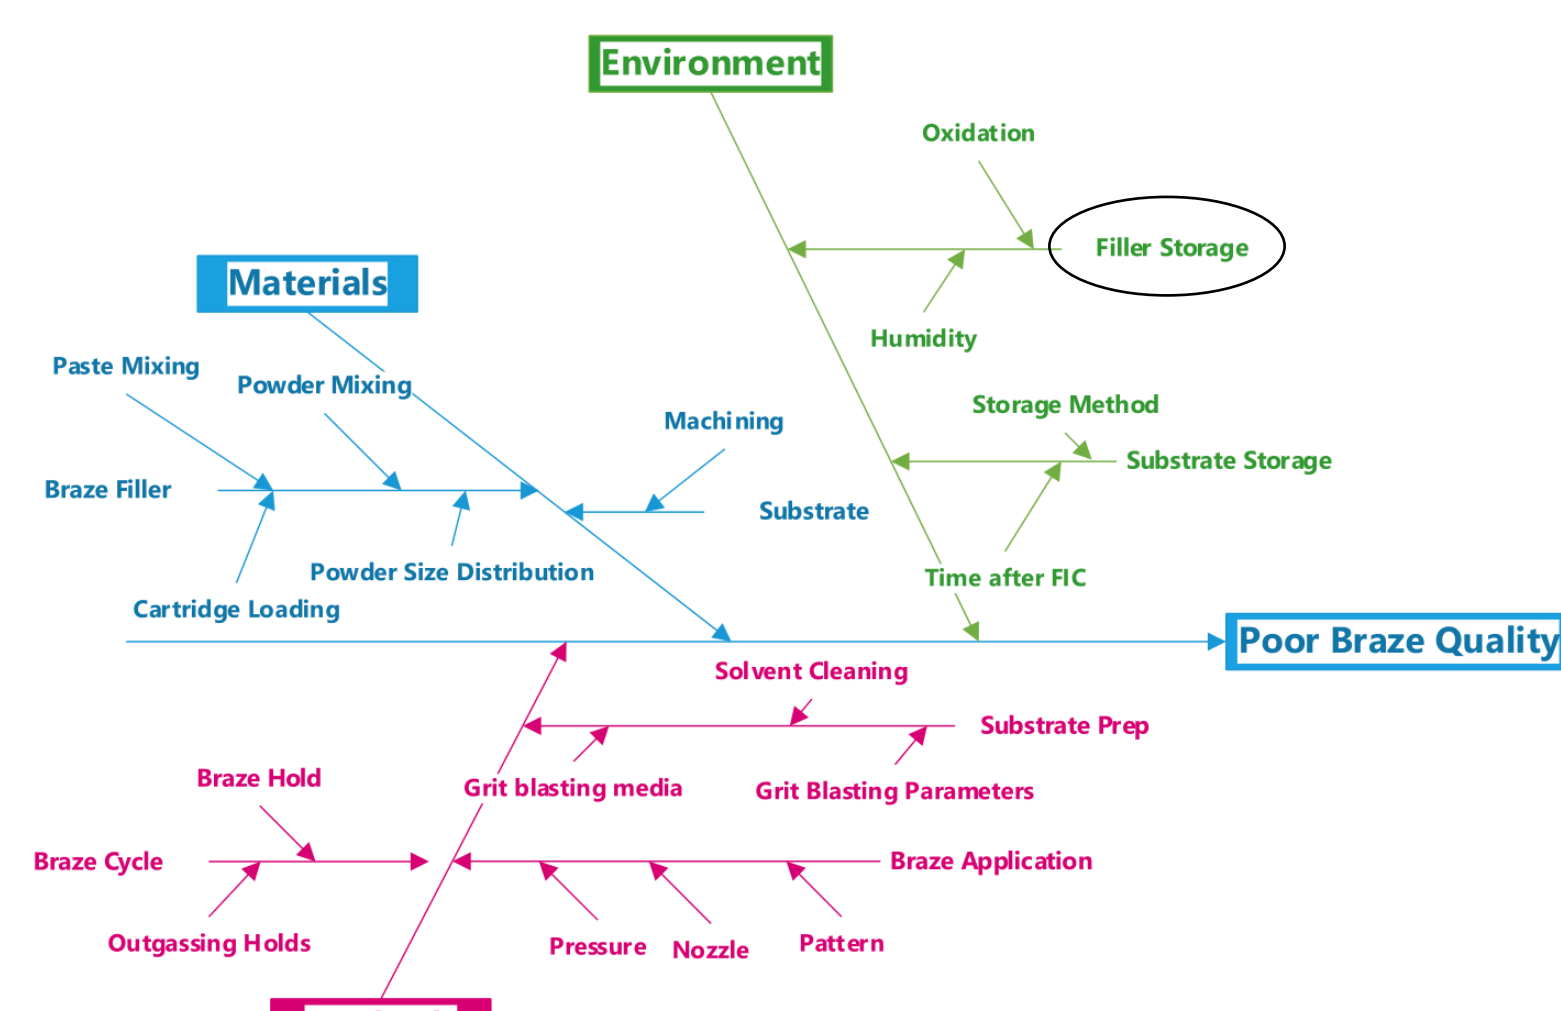 Environment
Oxidation
Filler Storage
Materials
Humidity
Paste Mixing
Powder Mixing
Storage Method
Machining
Substrate Storage
Braze Filler
Substrate
Powder Size Distribution
Time after FIC
Cartridge Loading
Poor Braze Quality
Solvent Cleaning
Substrate Prep
Braze Hold
Grit blasting media
Grit Blasting Parameters
Braze Cycle
Braze Application
Outgassing Holds
Pressure
Nozzle
Pattern